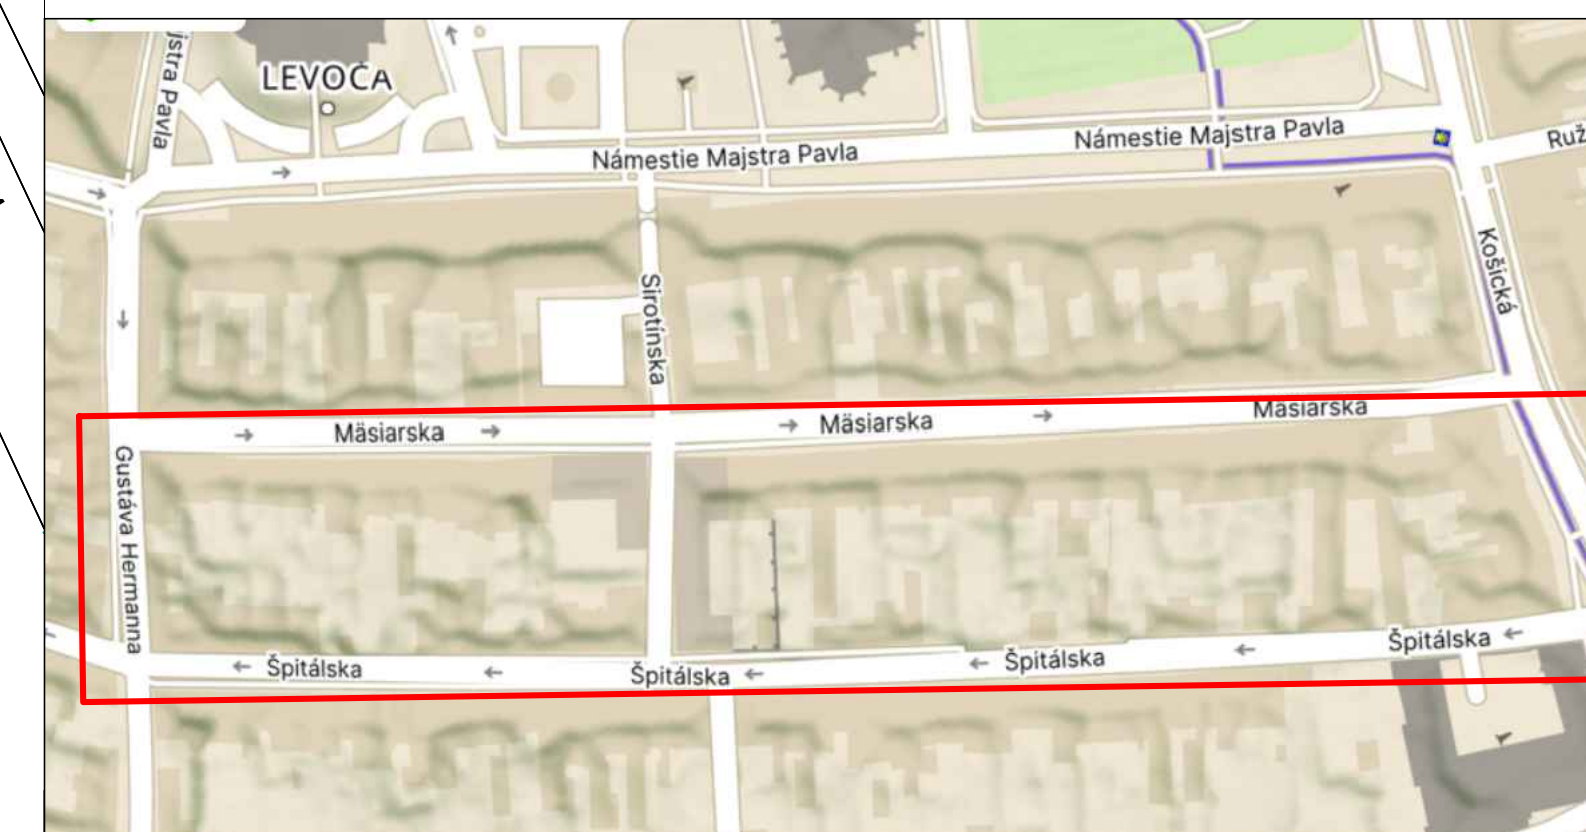 jstra Pavla
LEVOČA
Námestie Majstra Pavla
Námestie Majstra Pavla
Ruž
Košická
Sirotínska
Mäsiarska
Mäsiarska
Mäsiarska
Gustáva Hermanna
Špitálska
Špitálska
Špitálska
Špitálska